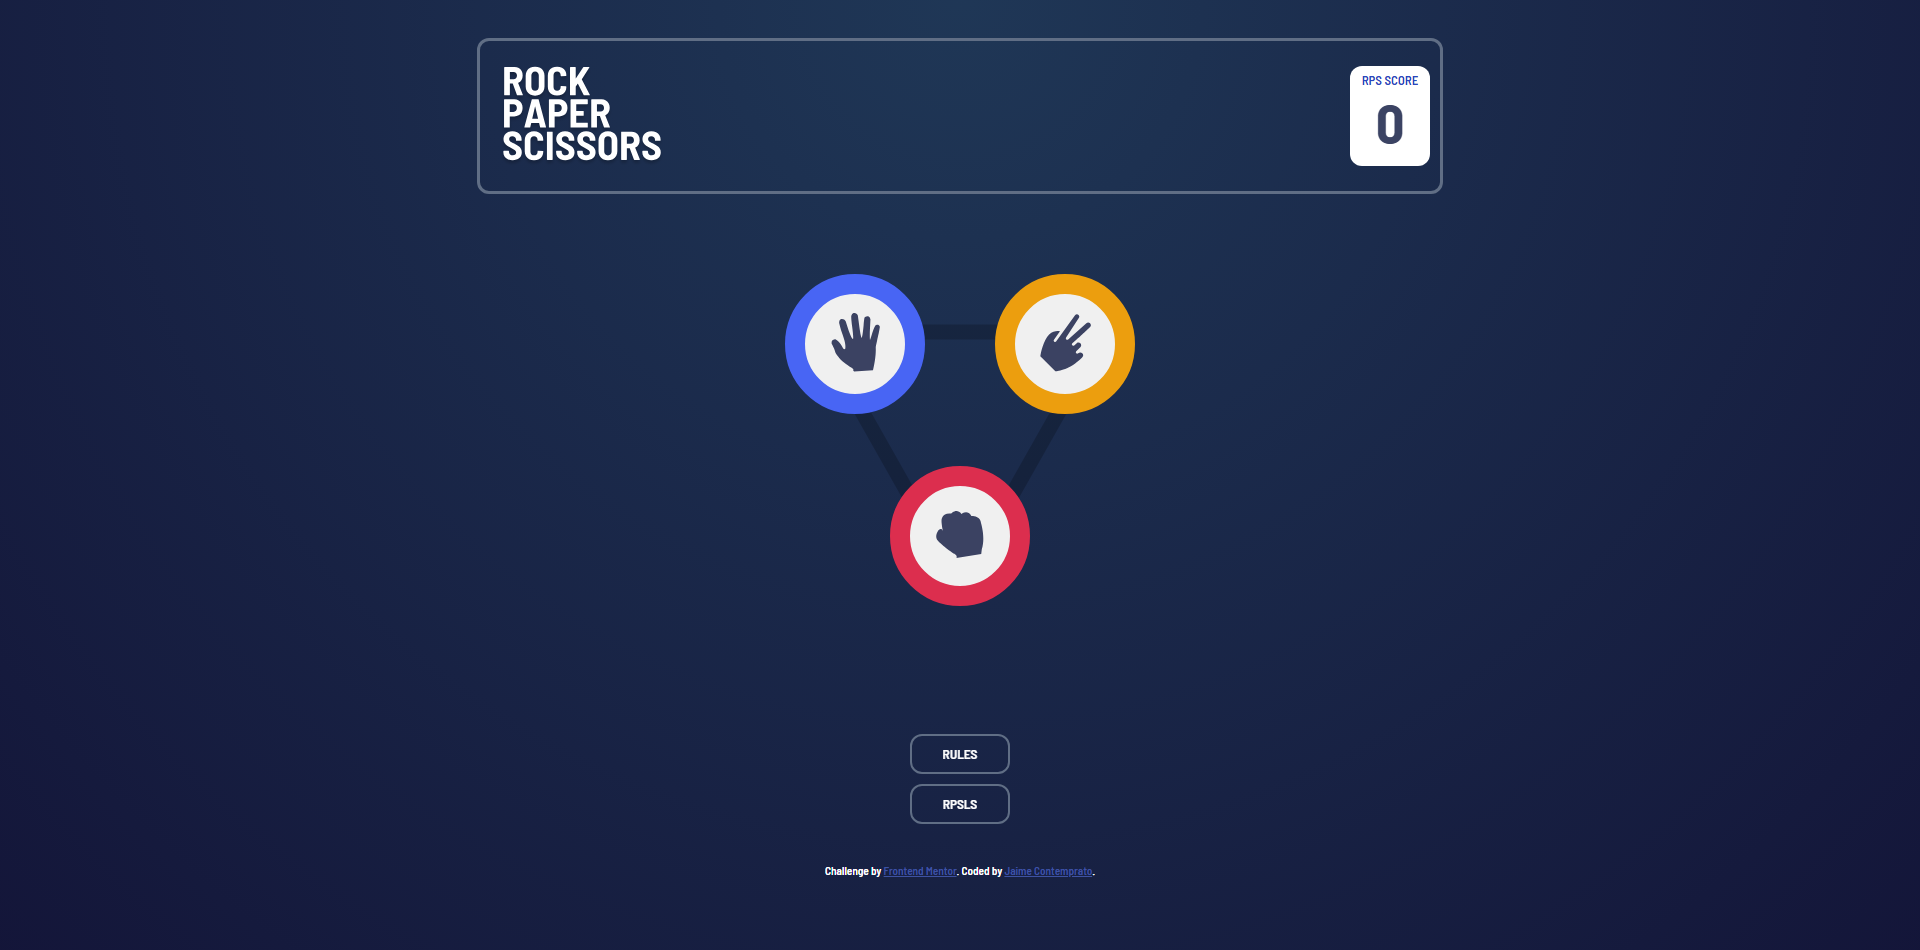 ROCK
PAPER
SCISSORS
RPS SCORE
0
RULES
RPSLS
Challenge by Frontend Mentor. Coded by Jaime Contemprato.